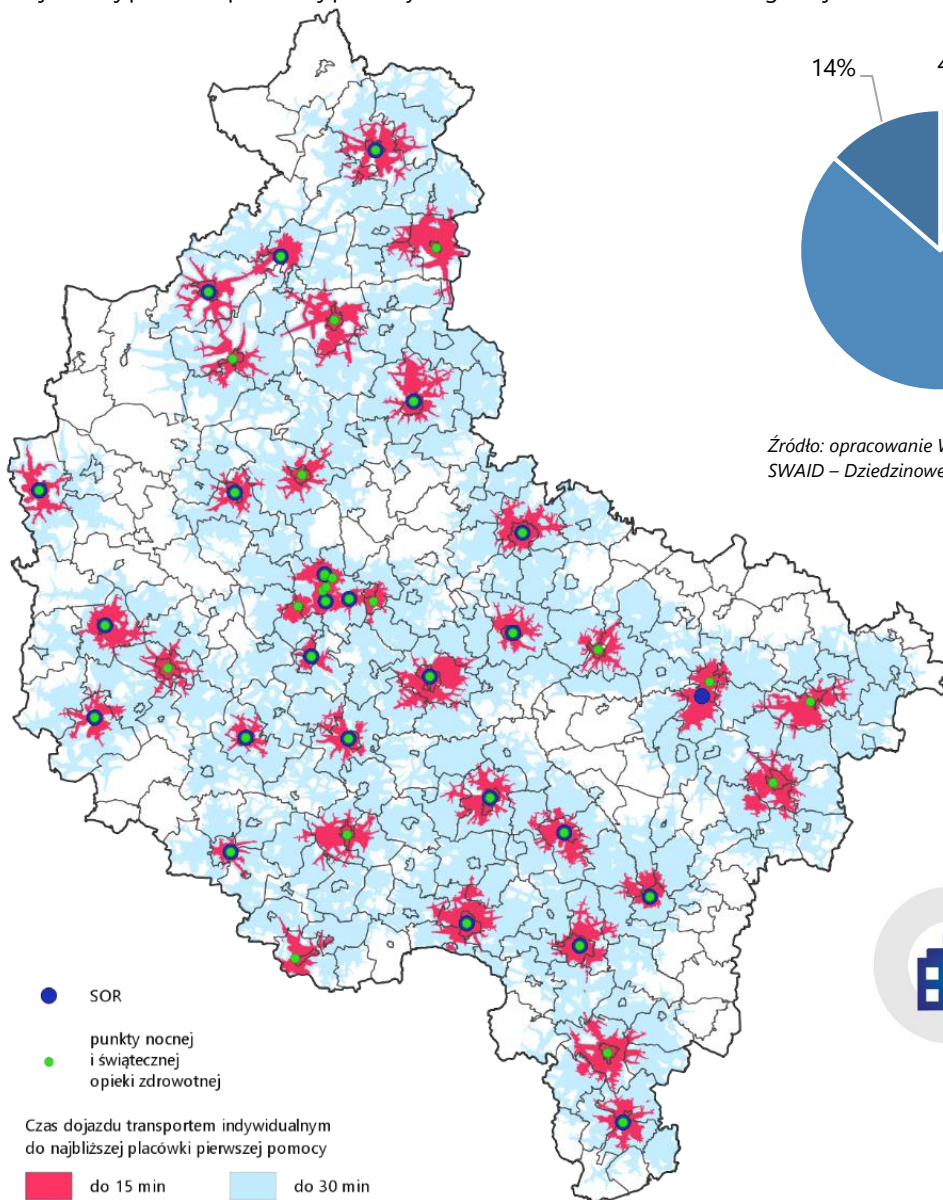 14%
Źródło: opracowanie
SWAID – Dziedzinowe
SOR
punkty nocnej
i świątecznej
opieki zdrowotnej
Czas dojazdu transportem indywidualnym
do najbliższej placówki pierwszej pomocy
do 15 min
do 30 min